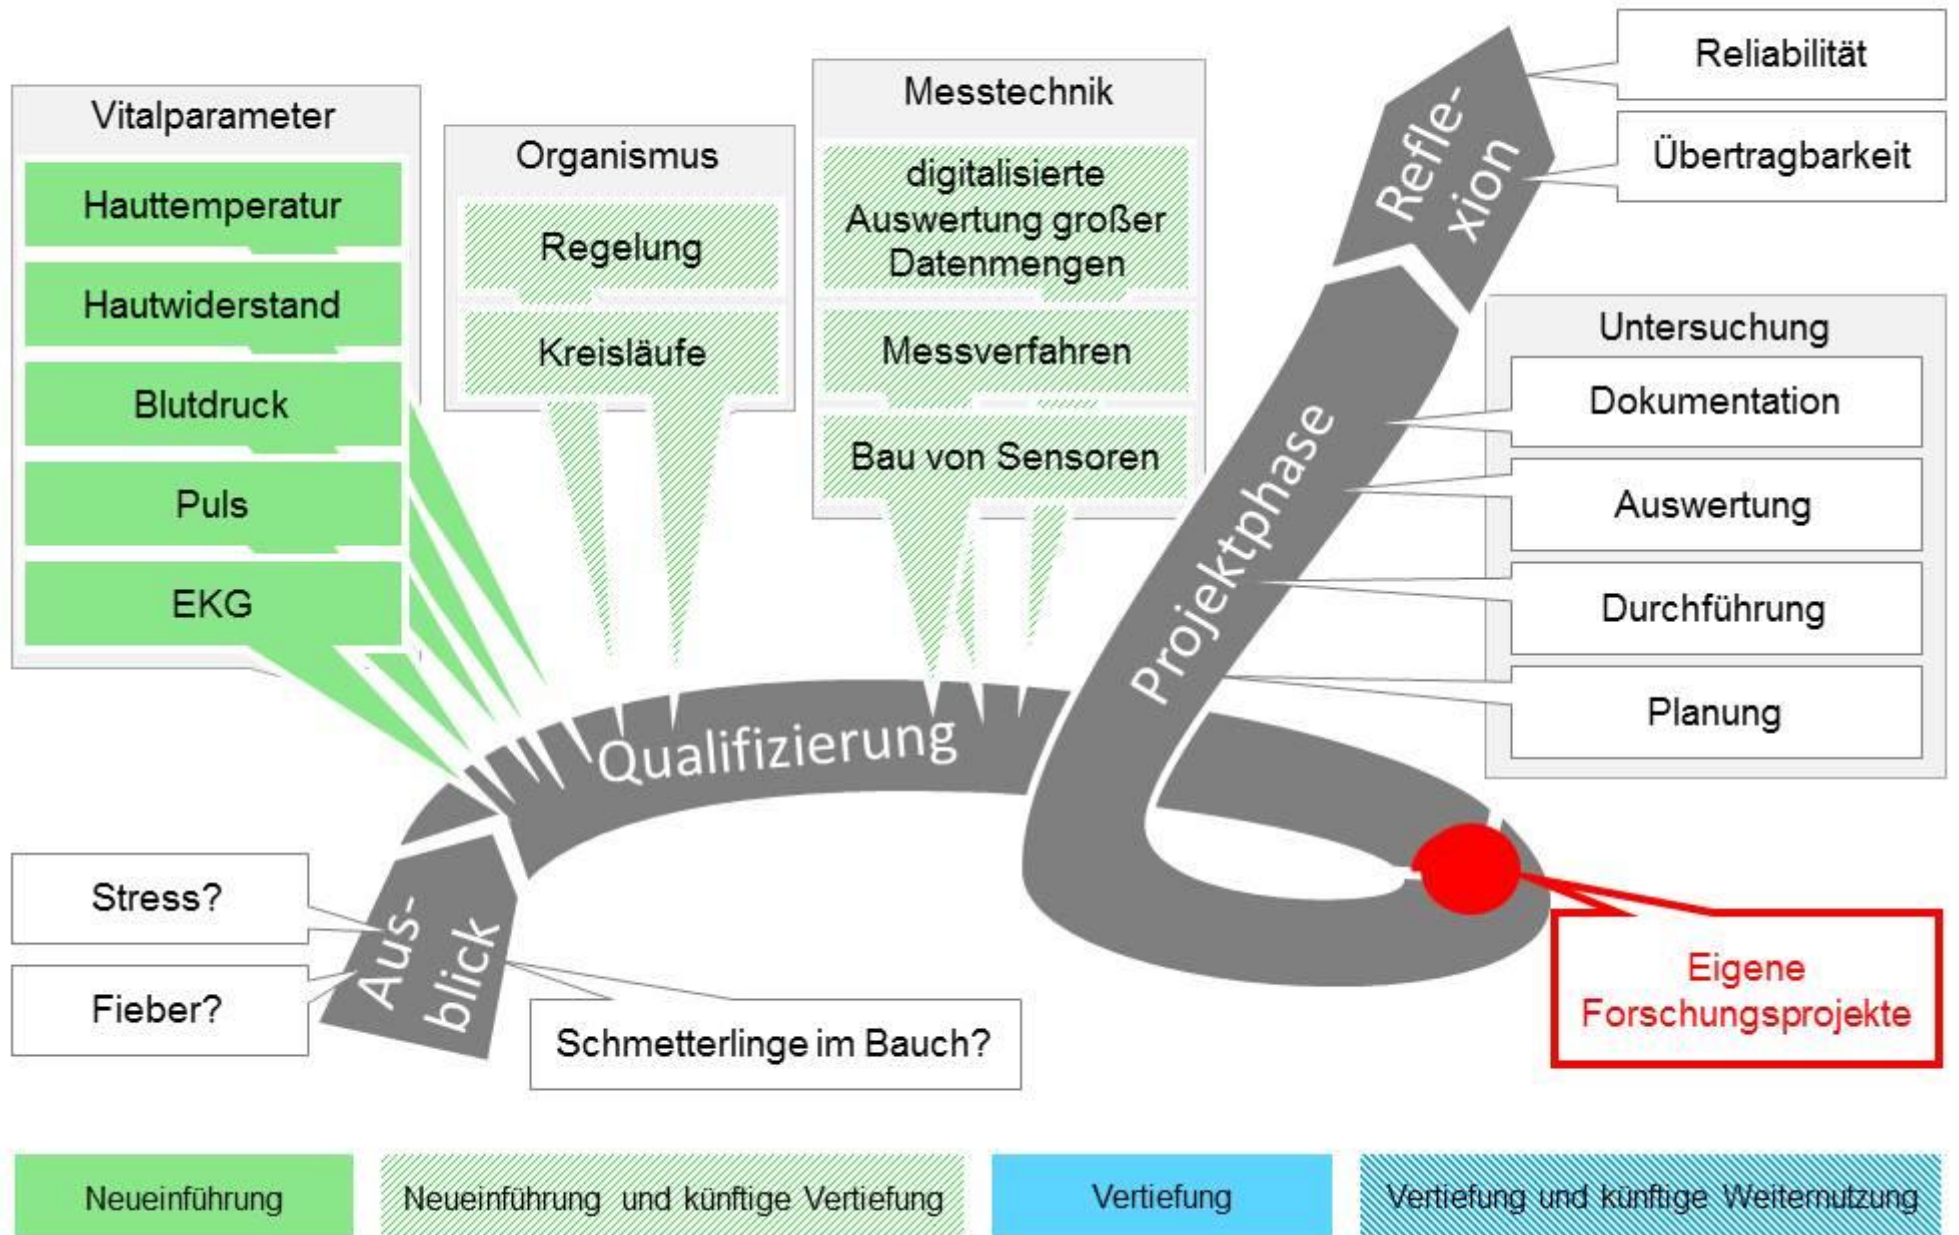 Vitalparameter
Hauttemperatur
Hautwiderstand
Blutdruck
Puls
EKG
Organismus
Regelung
Kreisläufe
Messtechnik
digitalisierte
Auswertung großer
Datenmengen
Messverfahren
Bau von Sensoren
Refle-
xion
Reliabilität
Übertragbarkeit
Untersuchung
Dokumentation
Auswertung
Durchführung
Planung
Projektphase
Qualifizierung
Aus-
blick
Stress?
Fieber?
Schmetterlinge im Bauch?
Eigene
Forschungsprojekte
Neueinführung
Neueinführung und künftige Vertiefung
Vertiefung
Vertiefung und künftige Weiternutzung